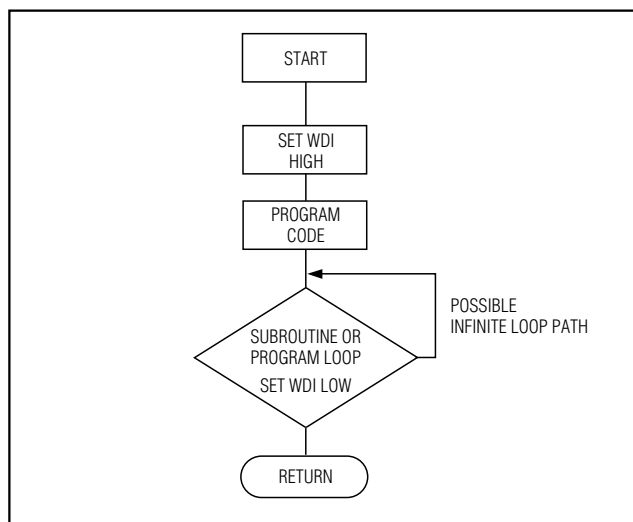 START
SET WDI
HIGH
PROGRAM
CODE
POSSIBLE
INFINITE LOOP PATH
SUBROUTINE OR
PROGRAM LOOP
SET WDI LOW
RETURN